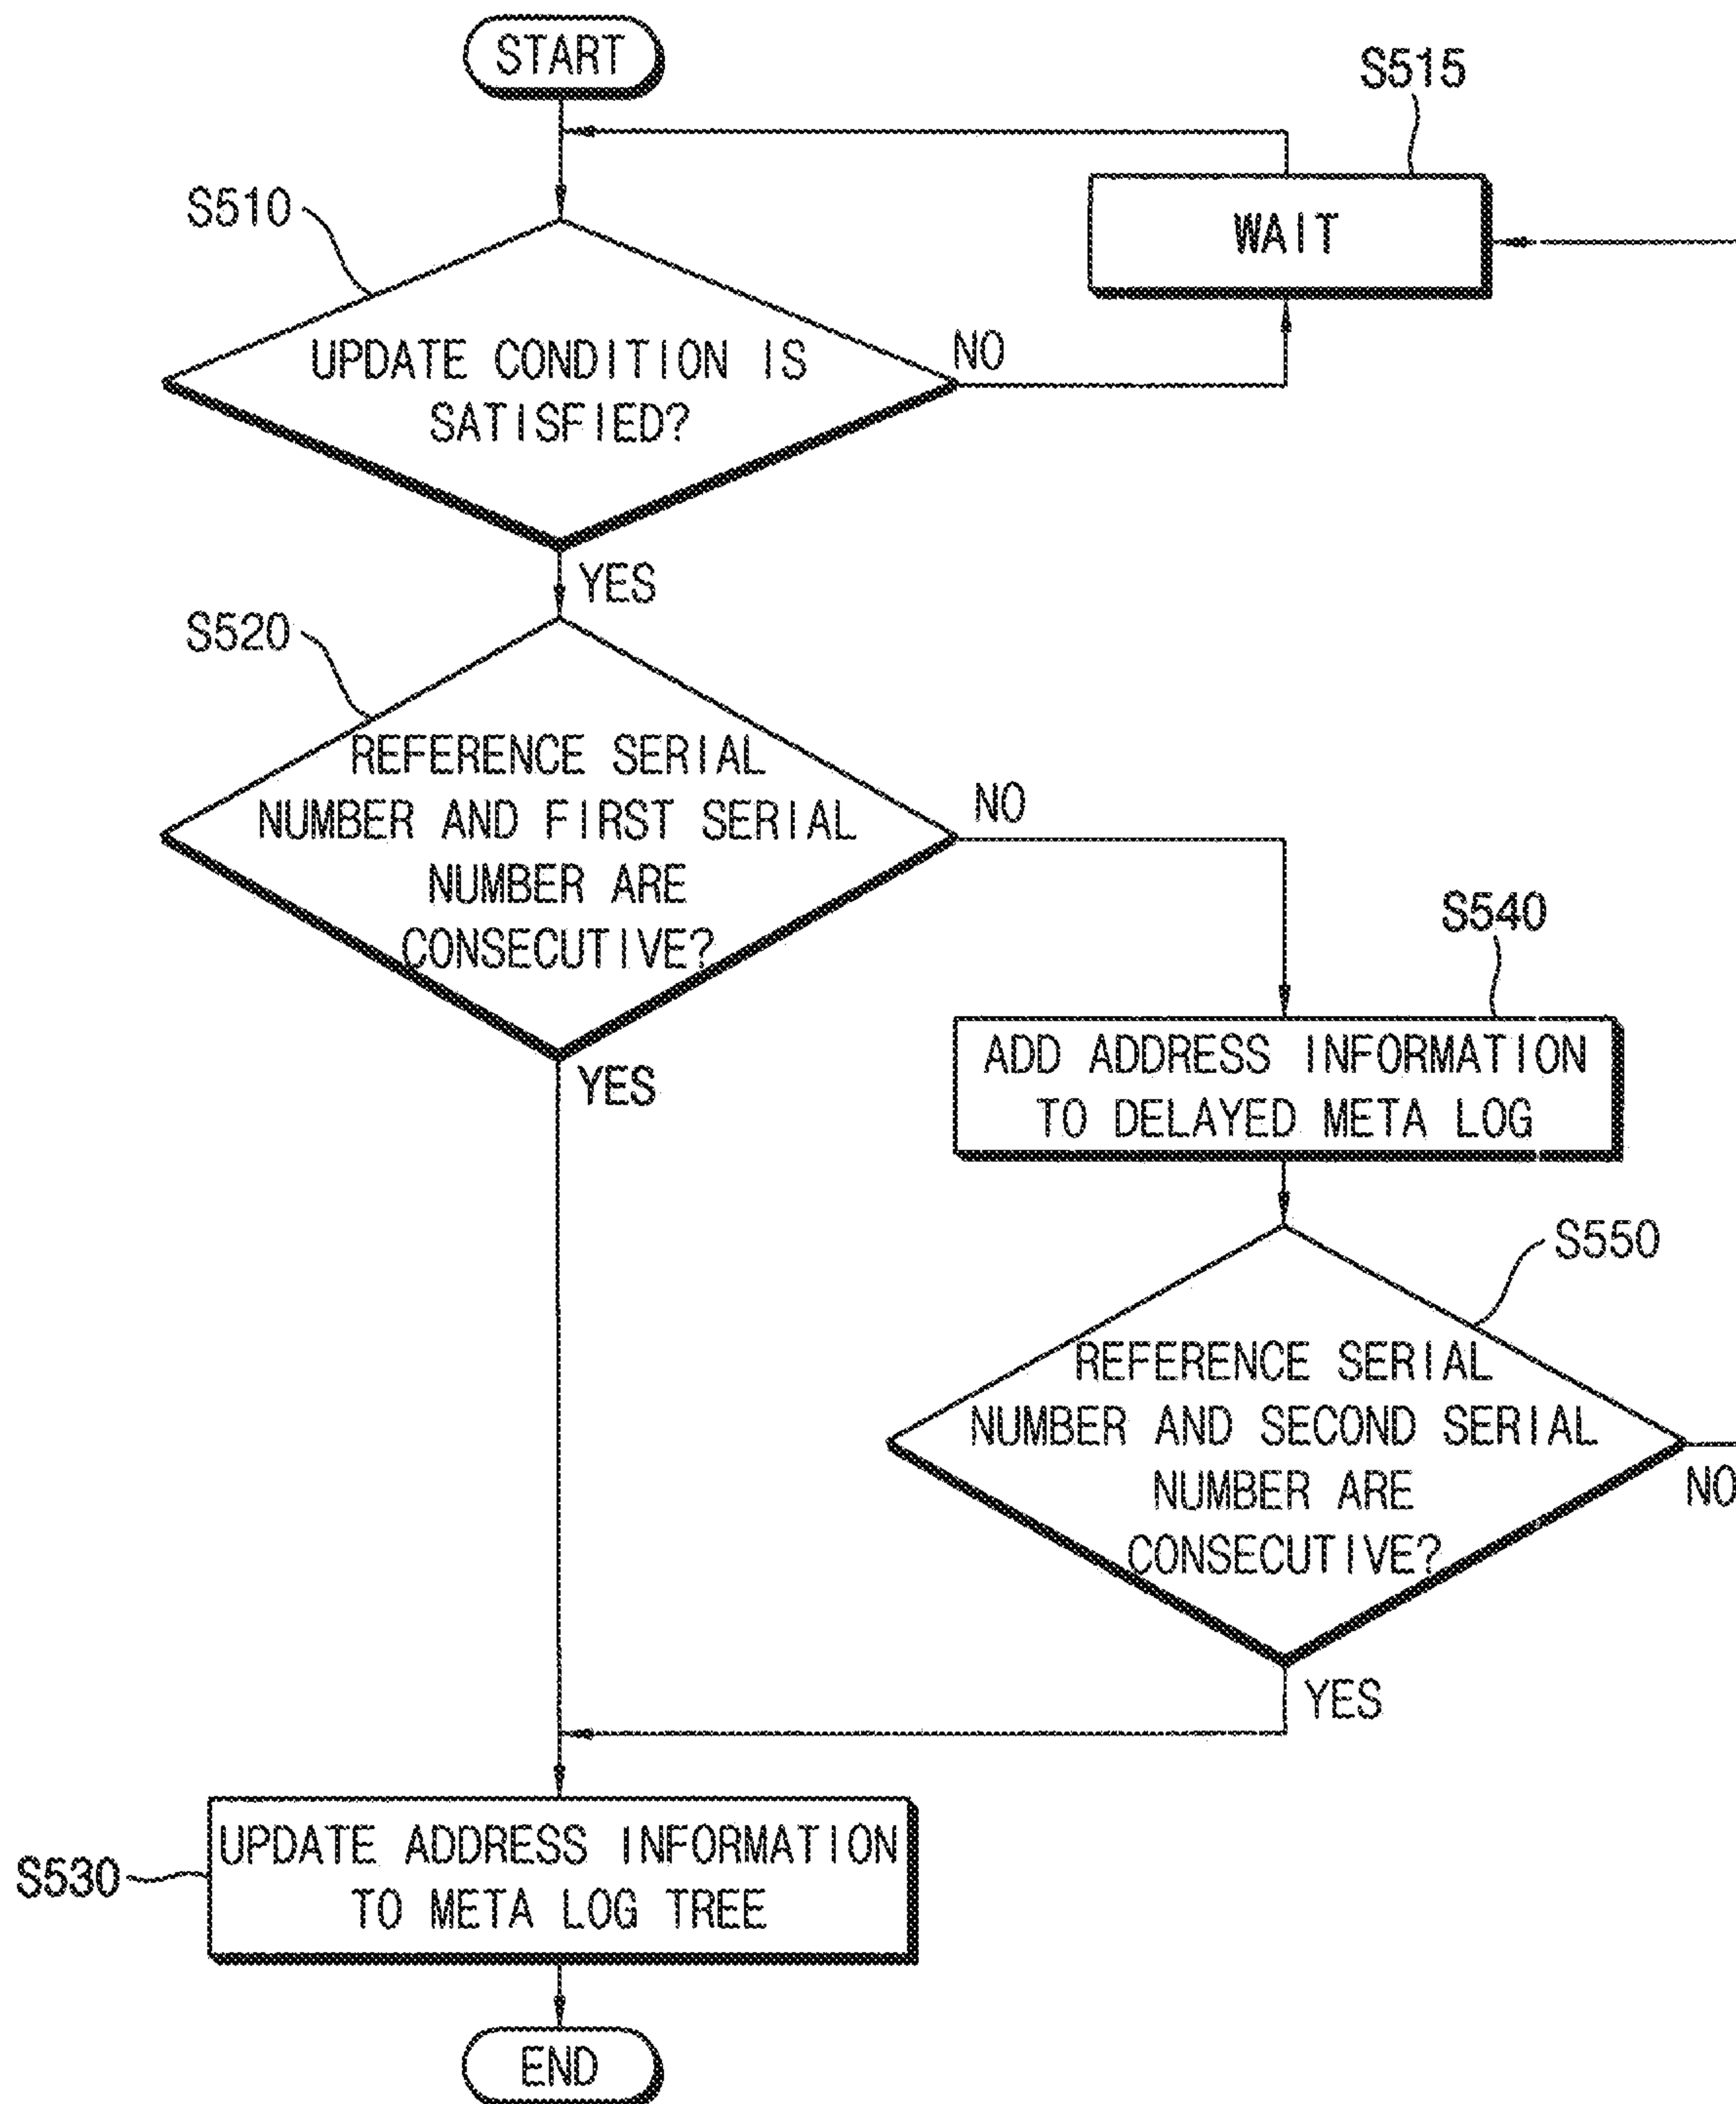 START
S515
WAIT
S510
UPDATE CONDITION IS
SATISFIED?
NO
YES
S520
REFERENCE SERIAL
NUMBER AND FIRST SERIAL
NUMBER ARE
CONSECUTIVE?
NO
YES
S540
ADD ADDRESS INFORMATION
TO DELAYED META LOG
S550
REFERENCE SERIAL
NUMBER AND SECOND SERIAL
NUMBER ARE
CONSECUTIVE?
NO
YES
S530
UPDATE ADDRESS INFORMATION
TO META LOG TREE
END